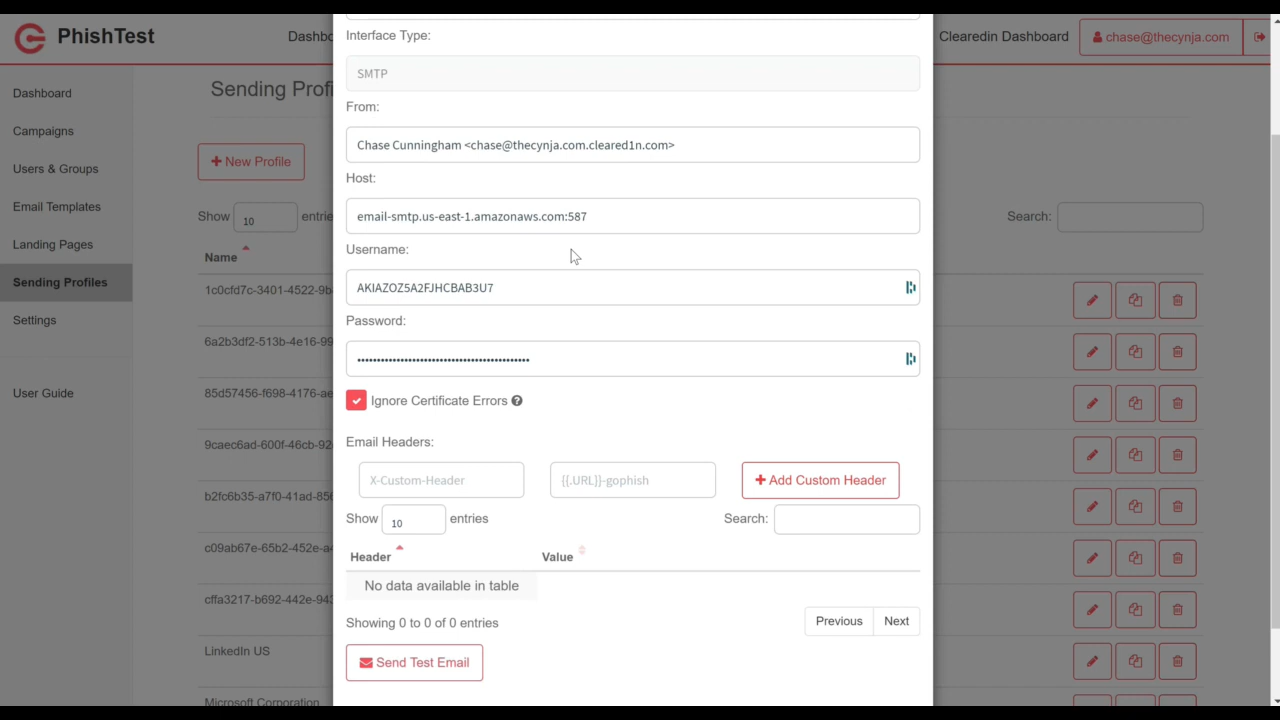 PhishTest
Dashbo
Clearedin Dashboard
chase@thecynja.com
Dashboard
Campaigns
Users & Groups
Email Templates
Landing Pages
Sending Profiles
Settings
User Guide
Sending Profi
New Profile
Show 10 entrie
Search:
Name
1c0cfd7c-3401-4522-9b
6a2b3df2-513b-4e16-99
85d57456-f698-4176-ae
9caec6ad-600f-46cb-92
b2fc6b35-a7f0-41ad-856
c09ab67e-65b2-452e-a4
cffa3217-b692-442e-943
LinkedIn US
Microsoft Corporation
Interface Type:
SMTP
From:
Chase Cunningham <chase@thecynja.com.cleared1n.com>
Host:
email-smtp.us-east-1.amazonaws.com:587
Username:
AKIAZOZ5A2FJHCBAB3U7
Password:
Ignore Certificate Errors
Email Headers:
X-Custom-Header
{{.URL}}-gophish
Add Custom Header
Show 10 entries
Search:
Header
Value
No data available in table
Showing 0 to 0 of 0 entries
Previous
Next
Send Test Email